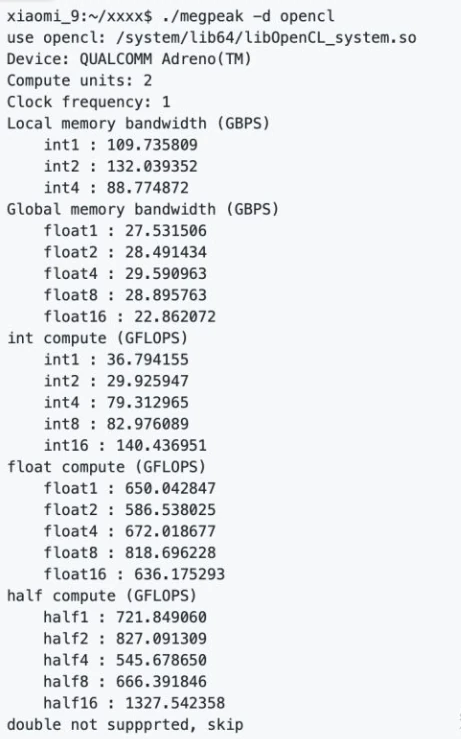 xiaomi_9:~/xxxx$ ./megpeak -d opencl
use opencl: /system/lib64/libOpenCL_system.so
Device: QUALCOMM Adreno(TM)
Compute units: 2
Clock frequency: 1
Local memory bandwidth (GBPS)
    int1 : 109.735809
    int2 : 132.039352
    int4 : 88.774872
Global memory bandwidth (GBPS)
    float1 : 27.531506
    float2 : 28.491434
    float4 : 29.590963
    float8 : 28.895763
    float16 : 22.862072
int compute (GFLOPS)
    int1 : 36.794155
    int2 : 29.925947
    int4 : 79.312965
    int8 : 82.976089
    int16 : 140.436951
float compute (GFLOPS)
    float1 : 650.042847
    float2 : 586.538025
    float4 : 672.018677
    float8 : 818.696228
    float16 : 636.175293
half compute (GFLOPS)
    half1 : 721.849060
    half2 : 827.091309
    half4 : 545.678650
    half8 : 666.391846
    half16 : 1327.542358
double not suppprted, skip